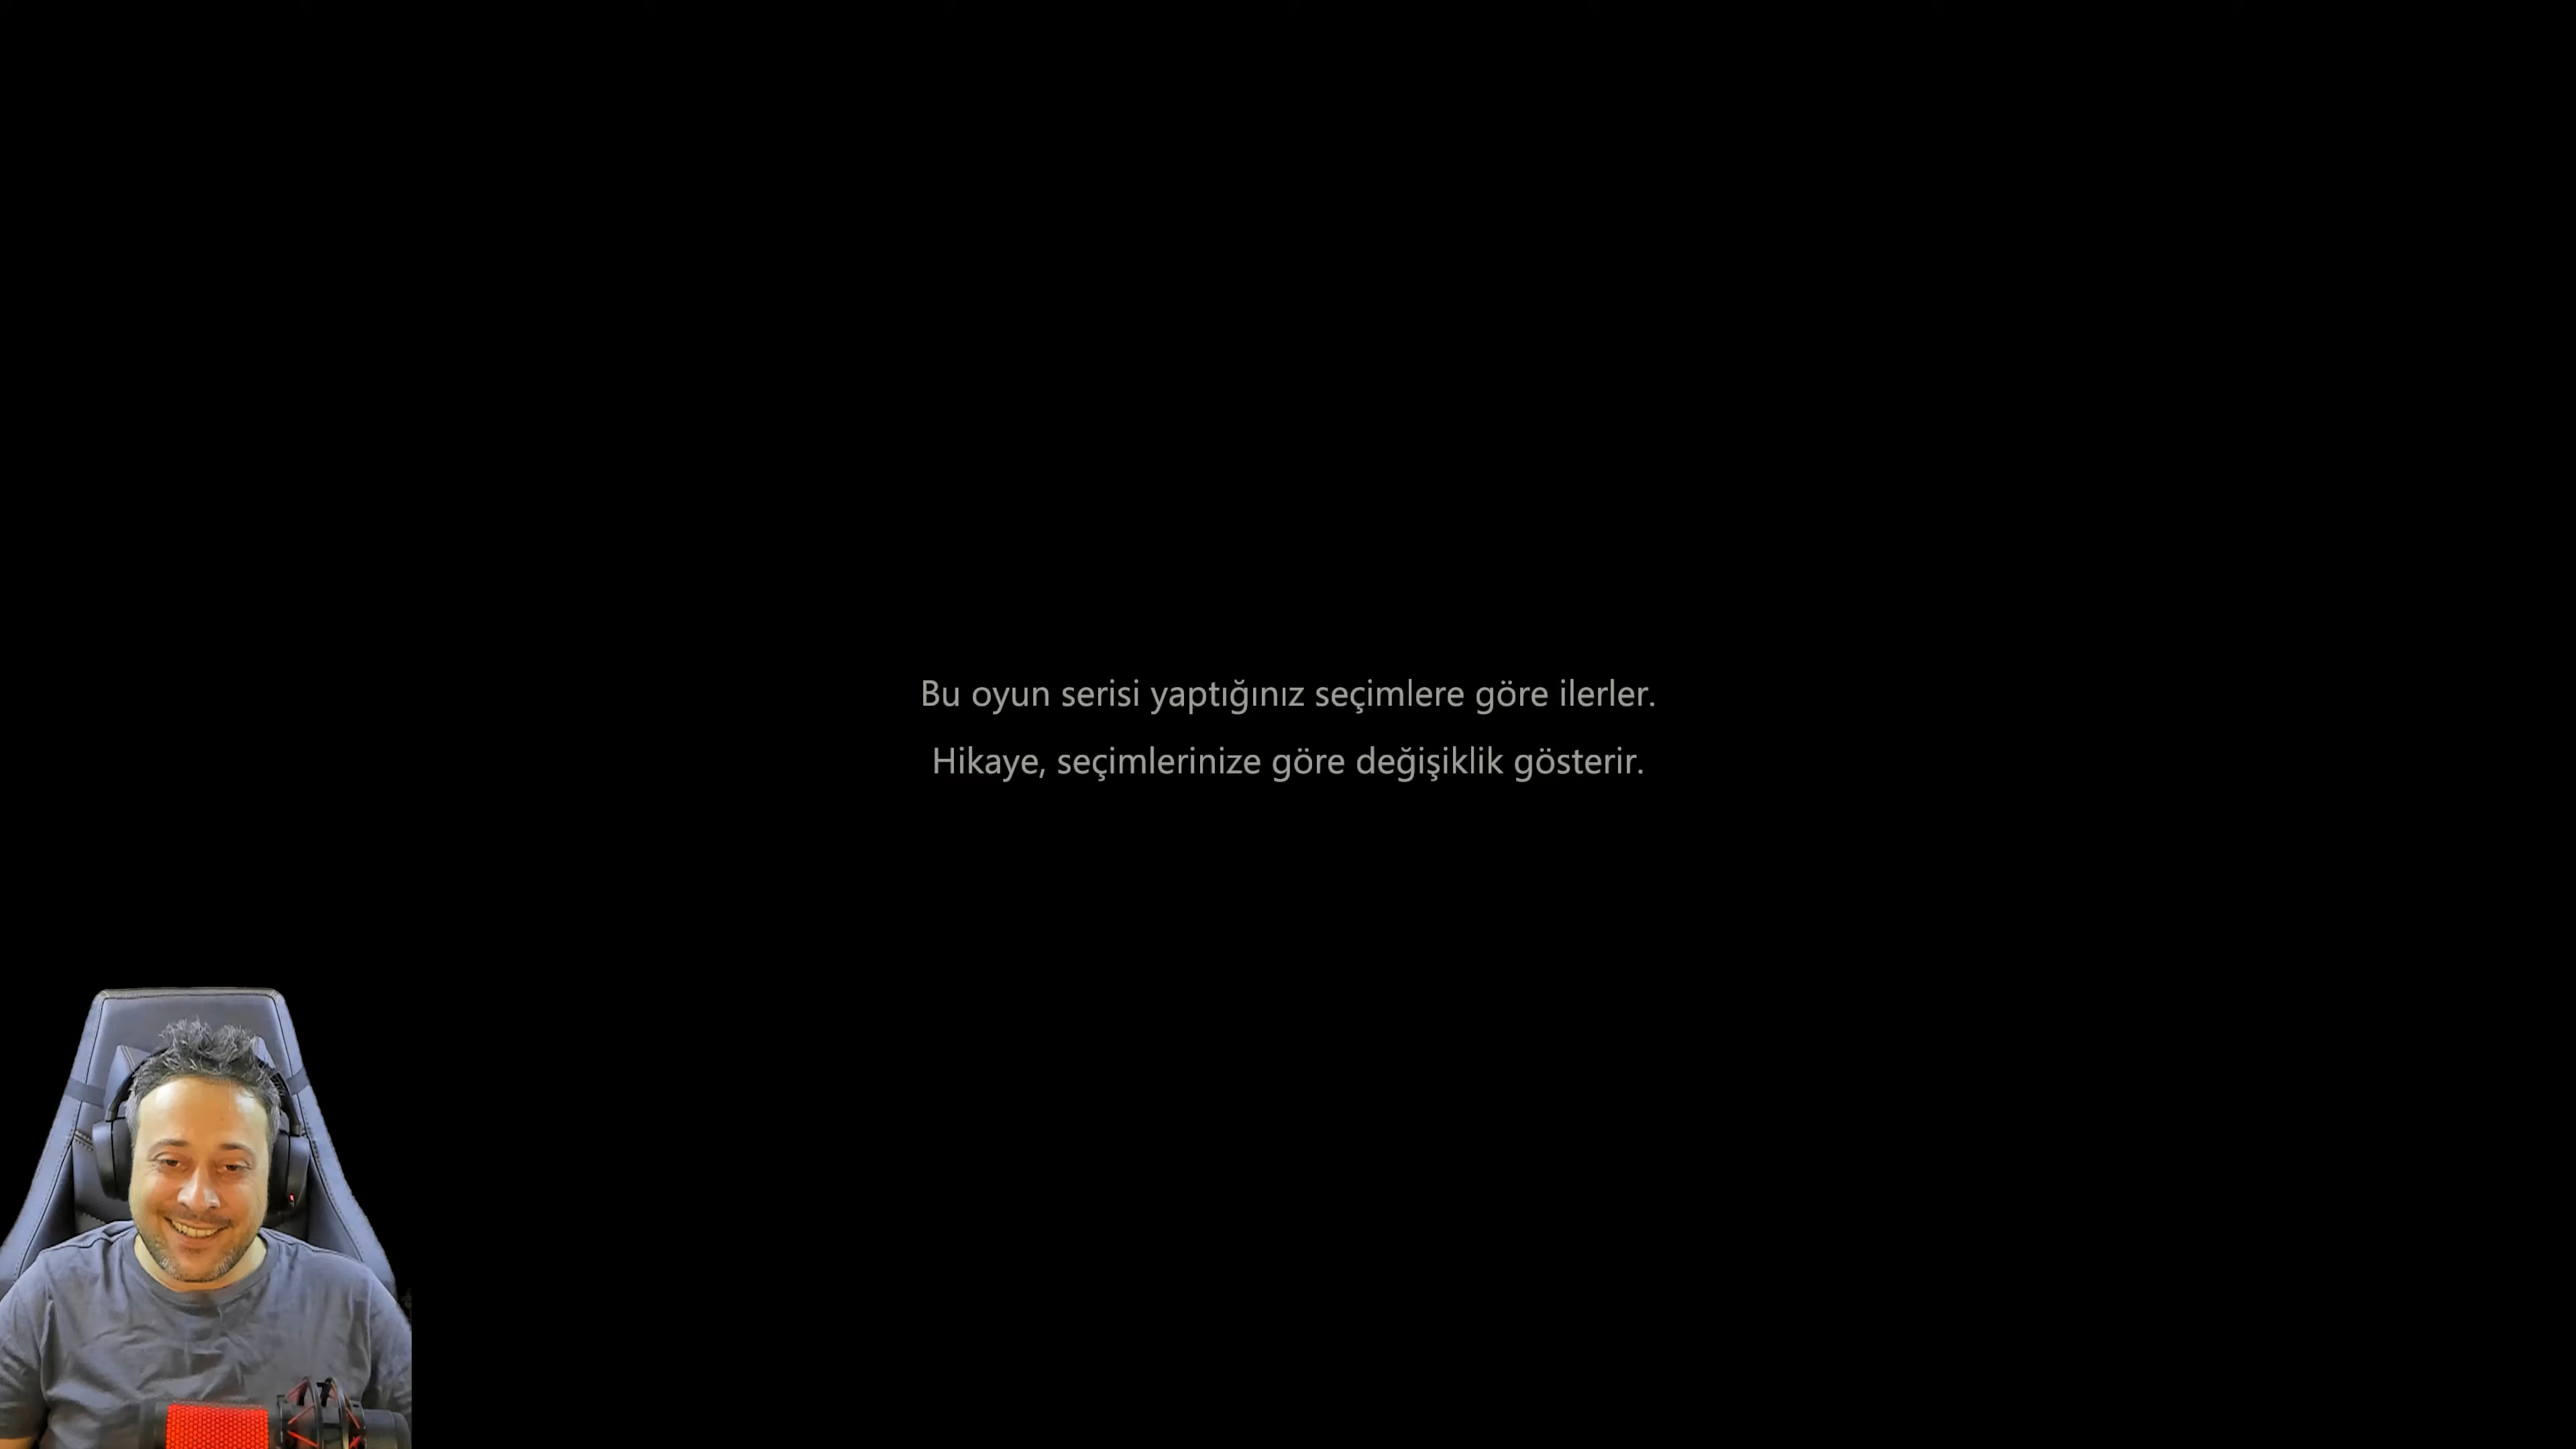 Bu oyun serisi yaptığınız seçimlere göre ilerler.
Hikaye, seçimlerinize göre değişiklik gösterir.